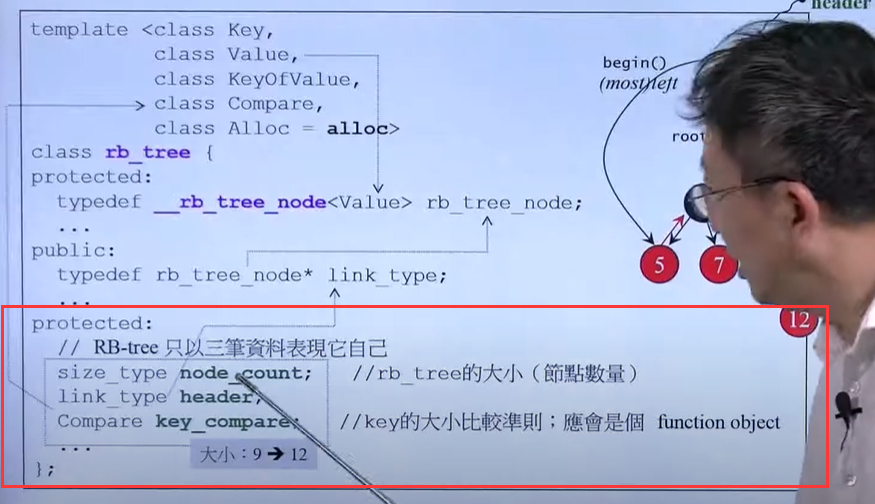 header
template <class Key,
class Value,
class KeyOfValue,
class Compare,
class Alloc = alloc>
class rb_tree {
protected:
typedef __rb_tree_node<Value> rb_tree_node;
...
public:
typedef rb_tree_node* link_type;
...
protected:
// RB-tree 只以三筆資料表現它自己
size_type node_count; //rb_tree的大小（節點數量）
link_type header;
Compare key_compare; //key的大小比較準則；應會是個 function object
...
大小：9 ➔ 12
};
begin()
(most)left
root
5
7
12